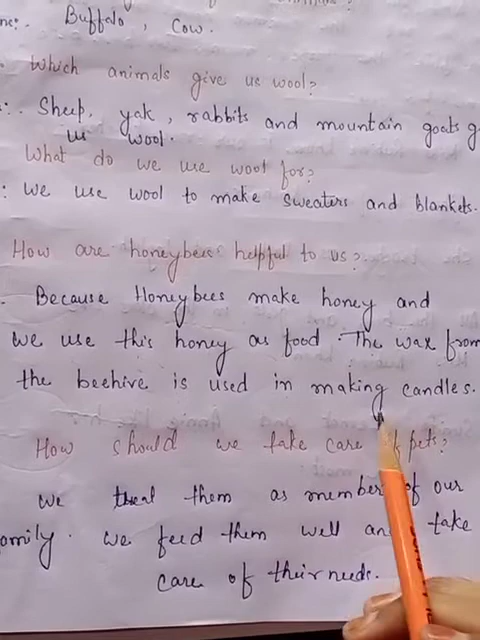 Buffalo, Cow.
Which animals give us wool?
Sheep, yak, rabbits and mountain goats g
us wool.
What do we use wool for?
: We use wool to make sweaters and blankets.
How are honeybees helpful to us?
Because Honeybees make honey and
we use this honey as food. The wax from
the beehive is used in making candles.
How should we take care of pets?
We treat them as member of our
family. We feed them well and take
care of their needs.